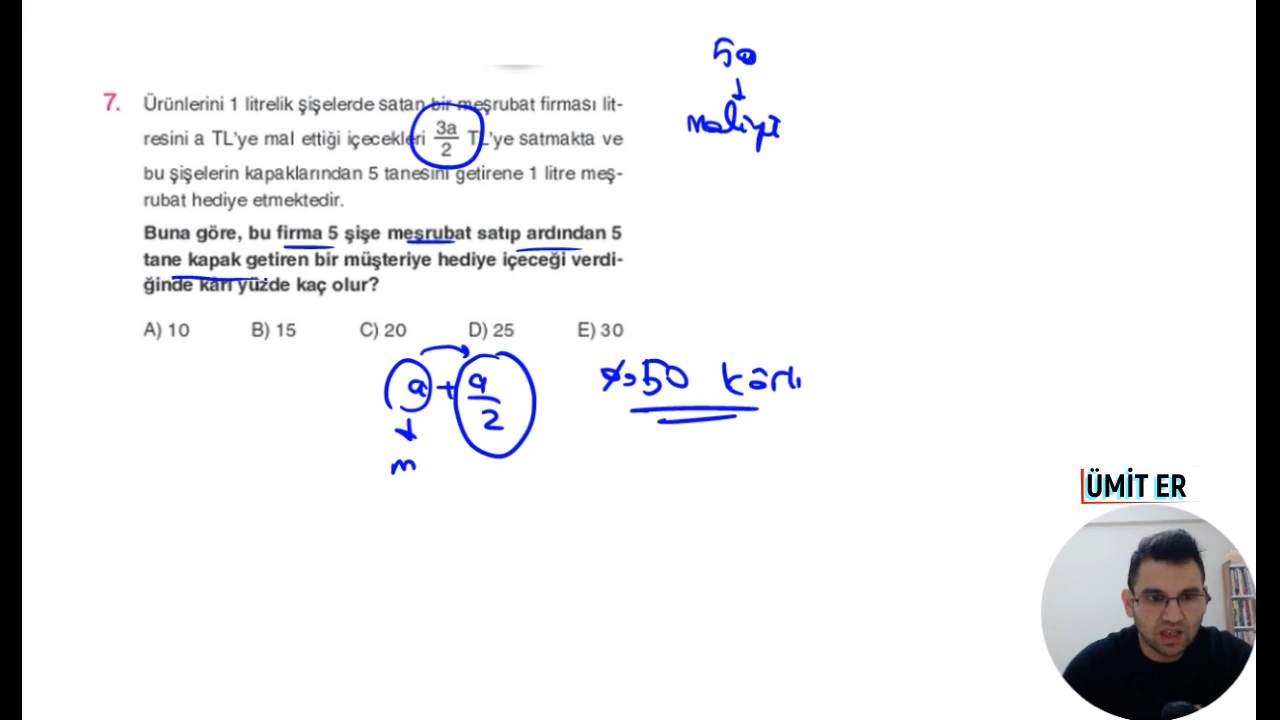 50
maliyet
7. Ürünlerini 1 litrelik şişelerde satan bir meşrubat firması lit-
resini a TL'ye mal ettiği içecekleri 3a/2 TL'ye satmakta ve
bu şişelerin kapaklarından 5 tanesini getirene 1 litre meş-
rubat hediye etmektedir.
Buna göre, bu firma 5 şişe meşrubat satıp ardından 5
tane kapak getiren bir müşteriye hediye içeceği verdi-
ğinde kârı yüzde kaç olur?
A) 10 B) 15 C) 20 D) 25 E) 30
a + a/2
%50 kârlı
m
ÜMİT ER